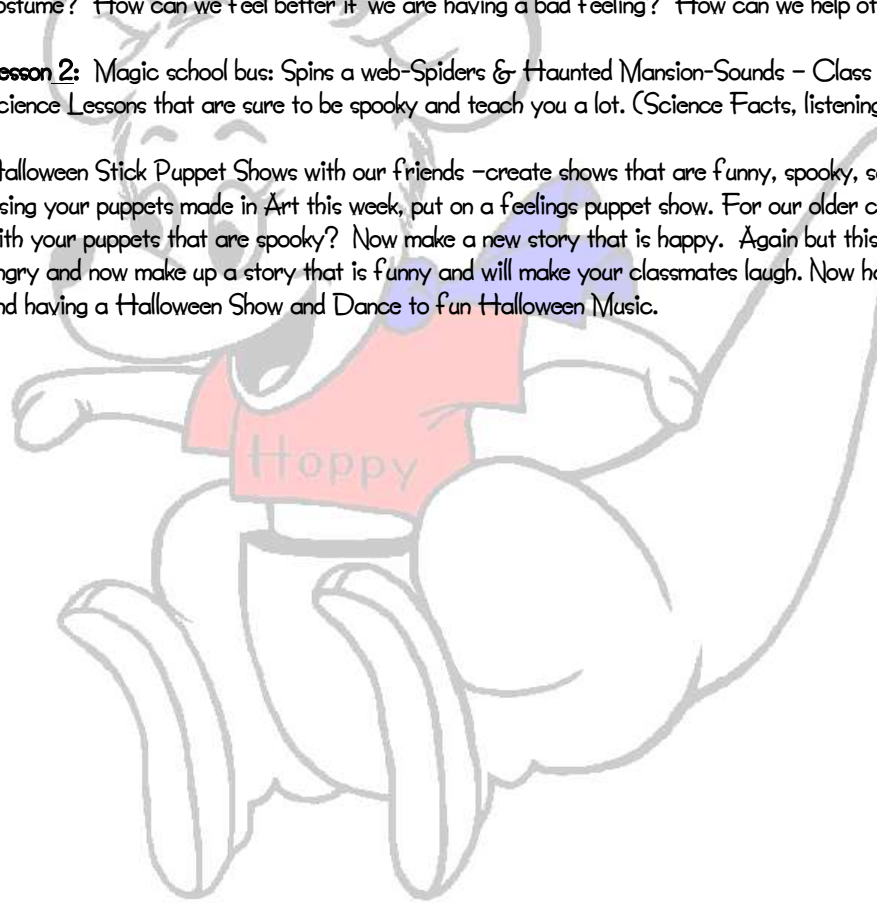 ostume? How can we feel better if we are having a bad feeling? How can we help ot
esson 2: Magic school bus: Spins a web-Spiders & Haunted Mansion-Sounds – Class
cience Lessons that are sure to be spooky and teach you a lot. (Science Facts, listening
alloween Stick Puppet Shows with our friends –create shows that are funny, spooky, s
sing your puppets made in Art this week, put on a feelings puppet show. For our older c
ith your puppets that are spooky? Now make a new story that is happy. Again but this
ngry and now make up a story that is funny and will make your classmates laugh. Now ho
nd having a Halloween Show and Dance to fun Halloween Music.
Hoppy